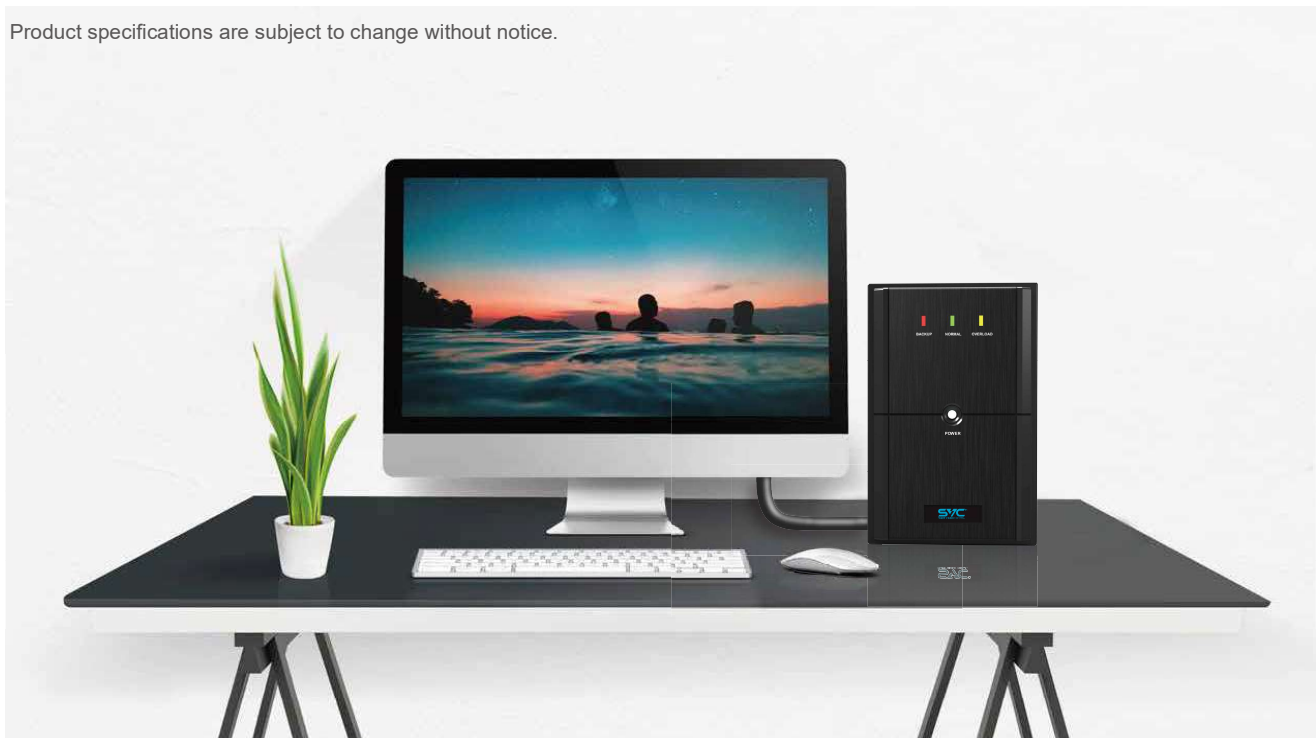 Product specifications are subject to change without notice.
BACKUP NORMAL OVERLOAD
POWER
SVC